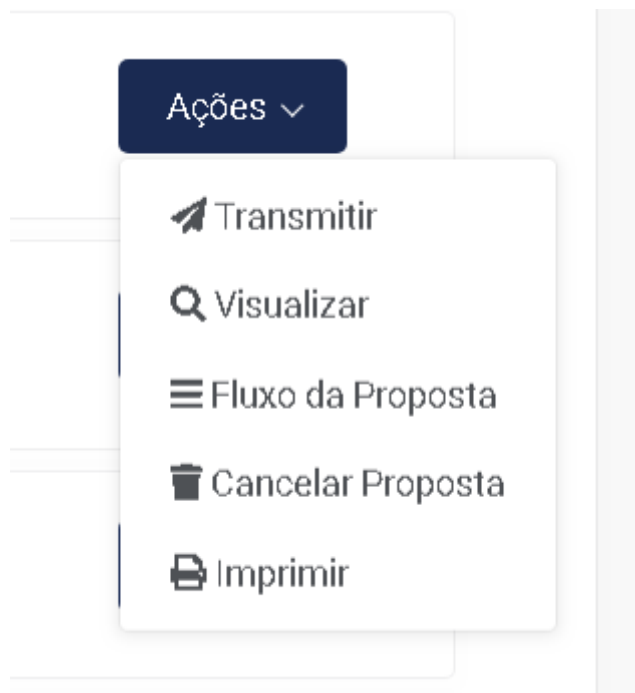 Ações
Transmitir
Visualizar
Fluxo da Proposta
Cancelar Proposta
Imprimir